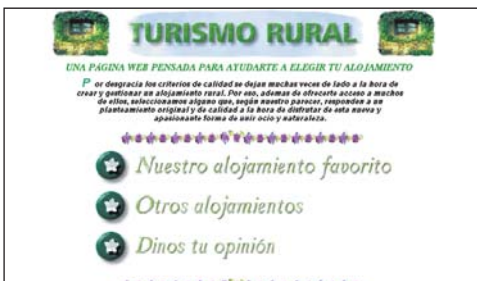 TURISMO RURAL
UNA PÁGINA WEB PENSADA PARA AYUDARTE A ELEGIR TU ALOJAMIENTO
P or desgracia los criterios de calidad se dejan muchas veces de lado a la hora de
crear y gestionar un alojamiento rural. Por eso, ademas de ofrecerte acceso a muchos
de ellos, seleccionamos alguno que, según nuestro parecer, responden a un
planteamiento original y de calidad a la hora de disfrutar de esta nueva y
apasionante forma de unir ocio y naturaleza.
Nuestro alojamiento favorito
Otros alojamientos
Dinos tu opinión